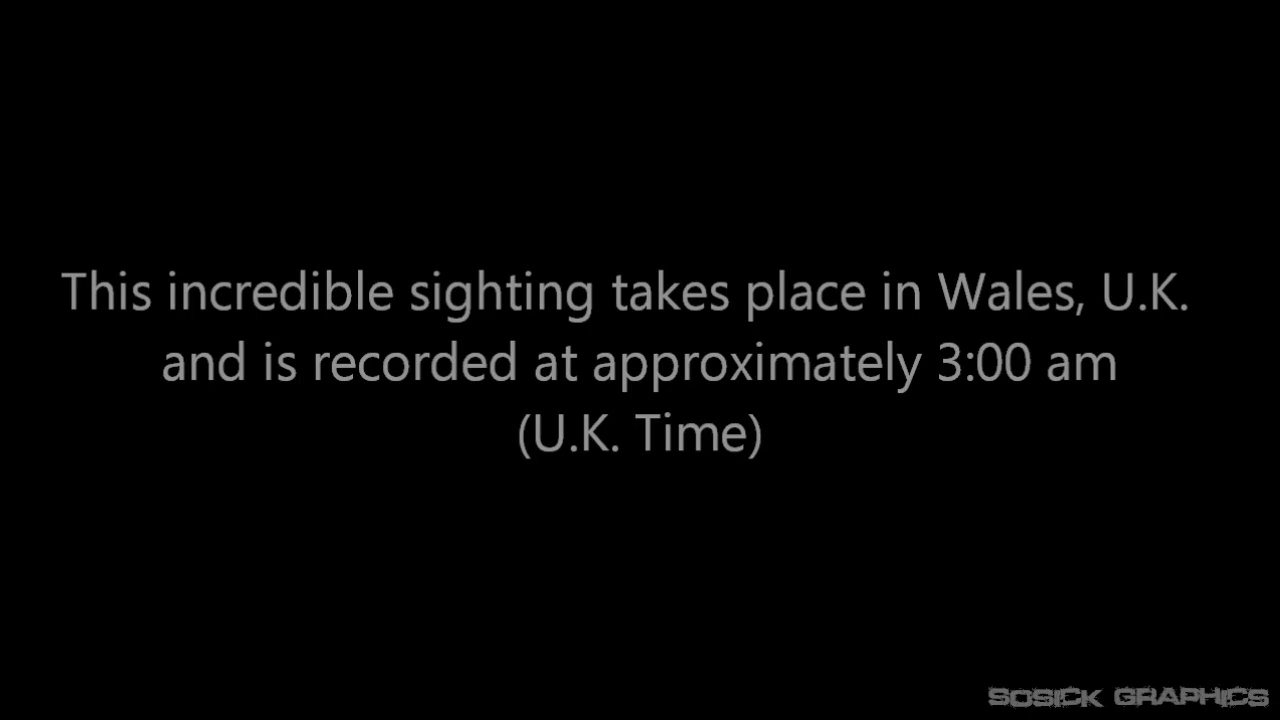 This incredible sighting takes place in Wales, U.K.
and is recorded at approximately 3:00 am
(U.K. Time)
SOSICK GRAPHICS